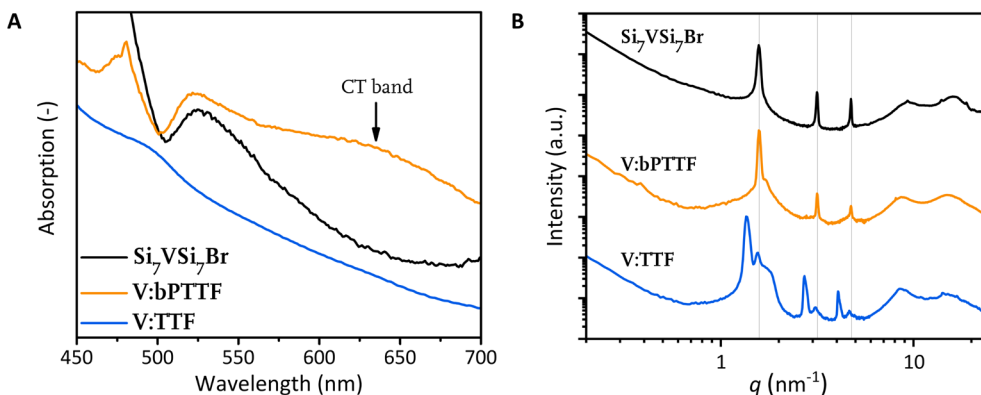 A
Absorption (-)
CT band
Si₇VSi₇Br
V:bPTTF
V:TTF
450 500 550 600 650 700
Wavelength (nm)
B
Intensity (a.u.)
Si₇VSi₇Br
V:bPTTF
V:TTF
1 10
q (nm⁻¹)